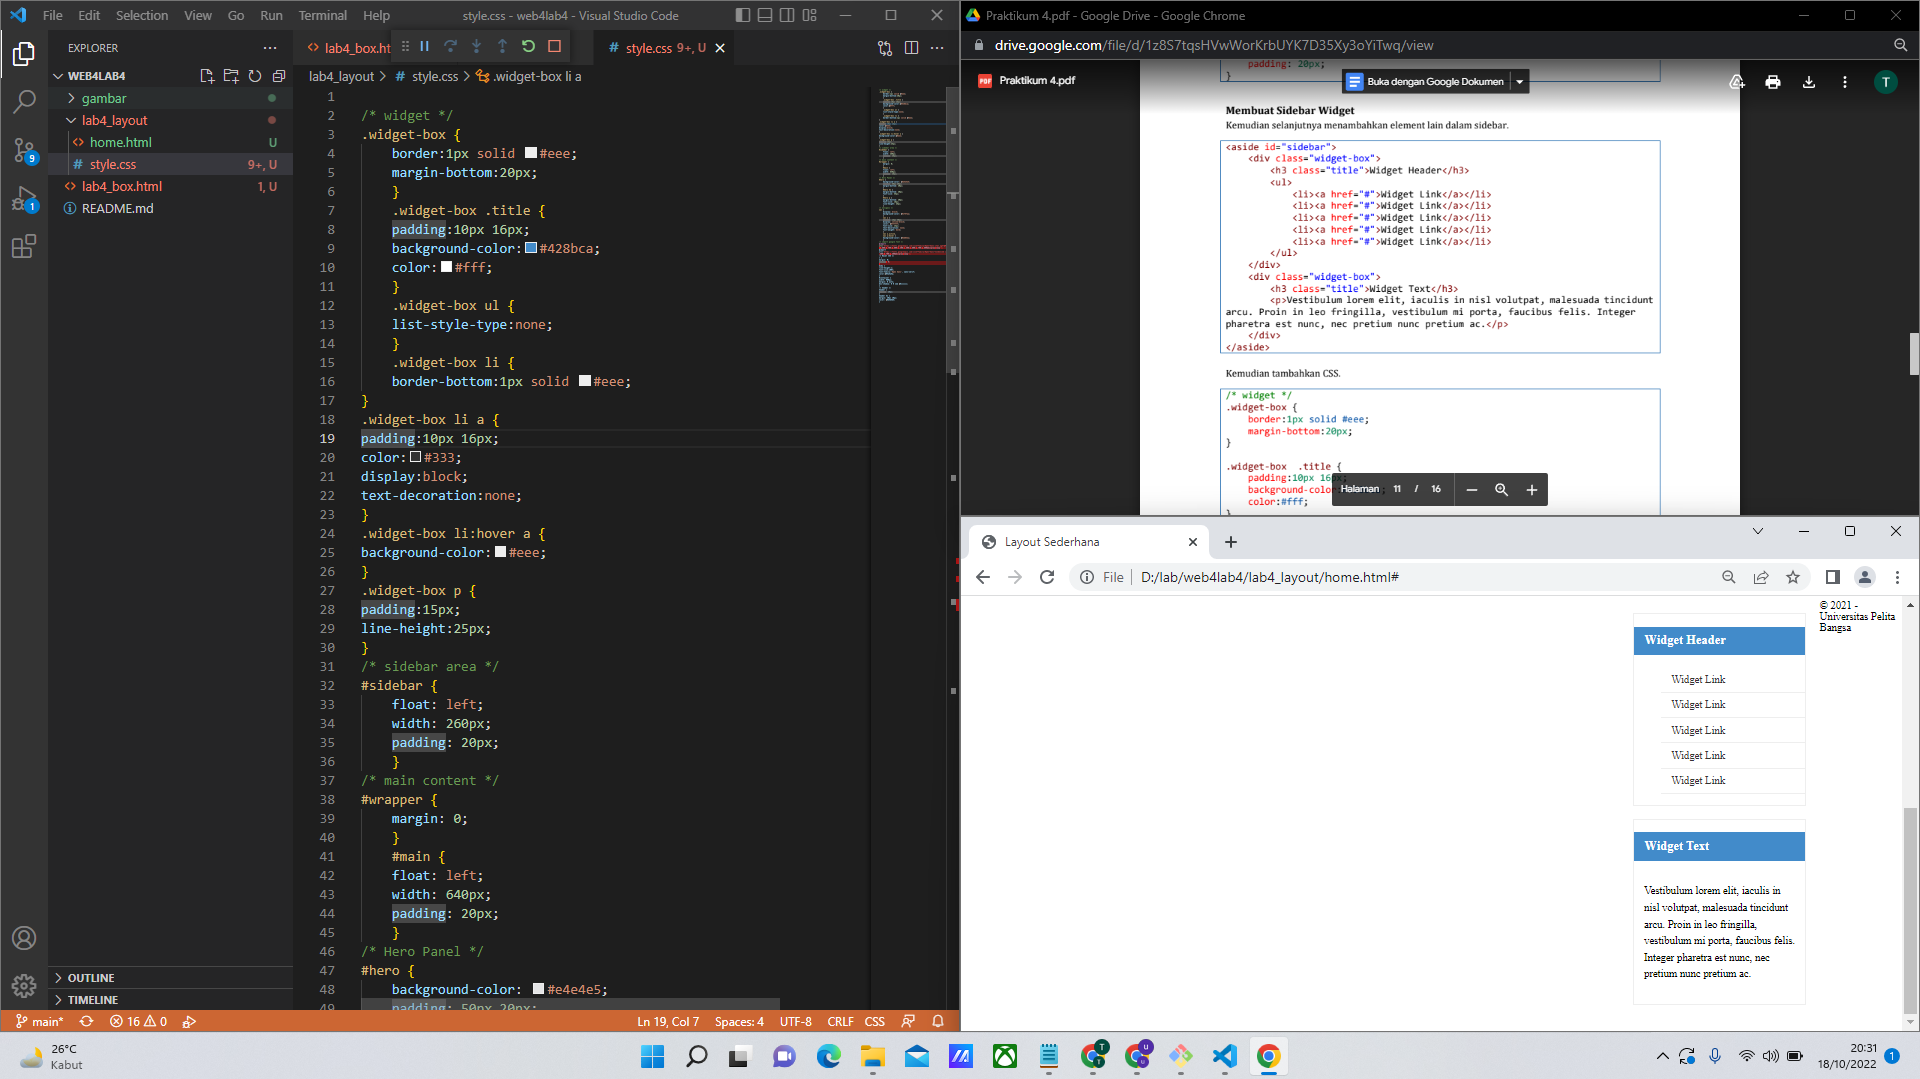 File Edit Selection View Go Run Terminal Help
style.css - web4lab4 - Visual Studio Code
EXPLORER
WEB4LAB4
gambar
lab4_layout
home.html U
style.css 9+, U
lab4_box.html 1, U
README.md
OUTLINE
TIMELINE
9
1
lab4_box.ht
style.css 9+, U
lab4_layout > style.css > .widget-box li a
1
2 /* widget */
3 .widget-box {
4 border:1px solid #eee;
5 margin-bottom:20px;
6 }
7 .widget-box .title {
8 padding:10px 16px;
9 background-color:#428bca;
10 color:#fff;
11 }
12 .widget-box ul {
13 list-style-type:none;
14 }
15 .widget-box li {
16 border-bottom:1px solid #eee;
17 }
18 .widget-box li a {
19 padding:10px 16px;
20 color:#333;
21 display:block;
22 text-decoration:none;
23 }
24 .widget-box li:hover a {
25 background-color:#eee;
26 }
27 .widget-box p {
28 padding:15px;
29 line-height:25px;
30 }
31 /* sidebar area */
32 #sidebar {
33 float: left;
34 width: 260px;
35 padding: 20px;
36 }
37 /* main content */
38 #wrapper {
39 margin: 0;
40 }
41 #main {
42 float: left;
43 width: 640px;
44 padding: 20px;
45 }
46 /* Hero Panel */
47 #hero {
48 background-color: #e4e4e5;
49 padding: 50px 20px;
main* 16 0
Ln 19, Col 7 Spaces: 4 UTF-8 CRLF CSS
Praktikum 4.pdf - Google Drive - Google Chrome
drive.google.com/file/d/1z8S7tqsHVwWorKrbUYK7D35Xy3oYiTwq/view
PDF Praktikum 4.pdf
Buka dengan Google Dokumen
T
padding: 20px;
}
Membuat Sidebar Widget
Kemudian selanjutnya menambahkan element lain dalam sidebar.
<aside id="sidebar">
<div class="widget-box">
<h3 class="title">Widget Header</h3>
<ul>
<li><a href="#">Widget Link</a></li>
<li><a href="#">Widget Link</a></li>
<li><a href="#">Widget Link</a></li>
<li><a href="#">Widget Link</a></li>
<li><a href="#">Widget Link</a></li>
</ul>
</div>
<div class="widget-box">
<h3 class="title">Widget Text</h3>
<p>Vestibulum lorem elit, iaculis in nisl volutpat, malesuada tincidunt
arcu. Proin in leo fringilla, vestibulum mi porta, faucibus felis. Integer
pharetra est nunc, nec pretium nunc pretium ac.</p>
</div>
</aside>
Kemudian tambahkan CSS.
/* widget */
.widget-box {
border:1px solid #eee;
margin-bottom:20px;
}
.widget-box .title {
padding:10px 16px;
background-color
color:#fff;
}
Halaman 11 / 16
Layout Sederhana
File D:/lab/web4lab4/lab4_layout/home.html#
© 2021 -
Universitas Pelita
Bangsa
Widget Header
Widget Link
Widget Link
Widget Link
Widget Link
Widget Link
Widget Text
Vestibulum lorem elit, iaculis in
nisl volutpat, malesuada tincidunt
arcu. Proin in leo fringilla,
vestibulum mi porta, faucibus felis.
Integer pharetra est nunc, nec
pretium nunc pretium ac.
26°C
Kabut
20:31
18/10/2022
1